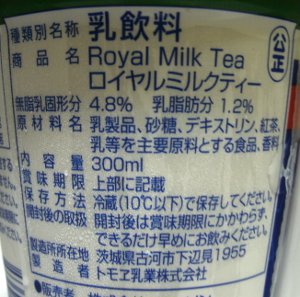 種類別名称 乳飲料
公正
商品名 Royal Milk Tea
ロイヤルミルクティー
無脂乳固形分 4.8% 乳脂肪分 1.2%
原材料名 乳製品、砂糖、デキストリン、紅茶、
乳等を主要原料とする食品、香料
内容量 300ml
賞味期限 上部に記載
保存方法 冷蔵(10℃以下)で保存してください。
開封後の取扱 開封後は賞味期限にかかわらず、
できるだけ早めにお飲みください。
製造所所在地 茨城県古河市下辺見1955
製造者 トモヱ乳業株式会社
●販売者